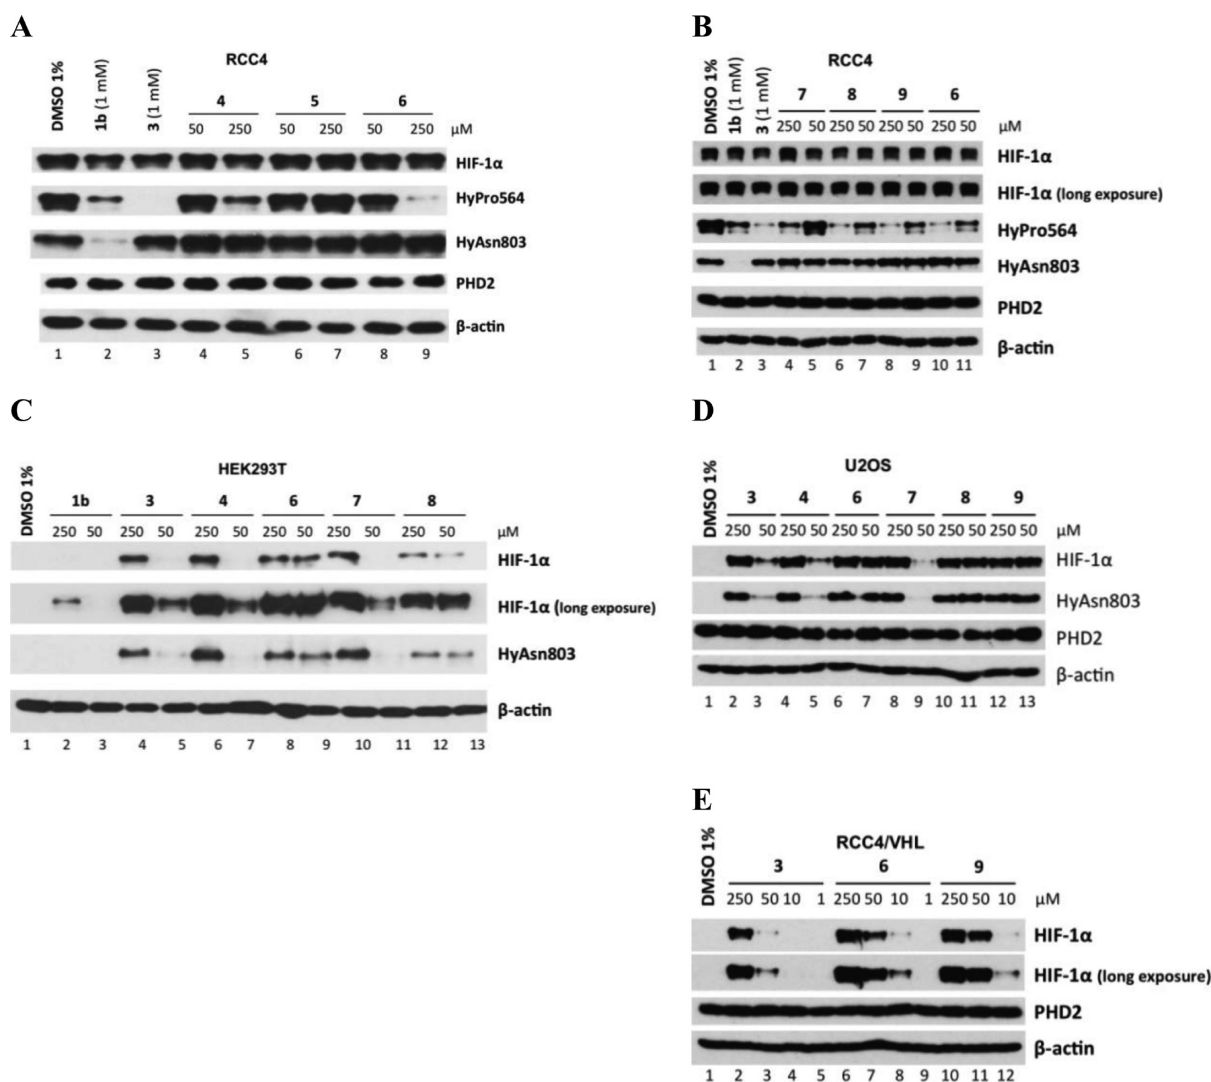 A
RCC4
DMSO 1%
1b (1 mM)
3 (1 mM)
4 5 6
50 250 50 250 50 250 μM
HIF-1α
HyPro564
HyAsn803
PHD2
β-actin
1 2 3 4 5 6 7 8 9
B
RCC4
DMSO 1%
1b (1 mM)
3 (1 mM)
7 8 9 6
250 50 250 50 250 50 250 50 μM
HIF-1α
HIF-1α (long exposure)
HyPro564
HyAsn803
PHD2
β-actin
1 2 3 4 5 6 7 8 9 10 11
C
HEK293T
DMSO 1%
1b 3 4 6 7 8
250 50 250 50 250 50 250 50 250 50 250 50 μM
HIF-1α
HIF-1α (long exposure)
HyAsn803
β-actin
1 2 3 4 5 6 7 8 9 10 11 12 13
D
U2OS
DMSO 1%
3 4 6 7 8 9
250 50 250 50 250 50 250 50 250 50 250 50 μM
HIF-1α
HyAsn803
PHD2
β-actin
1 2 3 4 5 6 7 8 9 10 11 12 13
E
RCC4/VHL
DMSO 1%
3 6 9
250 50 10 1 250 50 10 1 250 50 10 μM
HIF-1α
HIF-1α (long exposure)
PHD2
β-actin
1 2 3 4 5 6 7 8 9 10 11 12